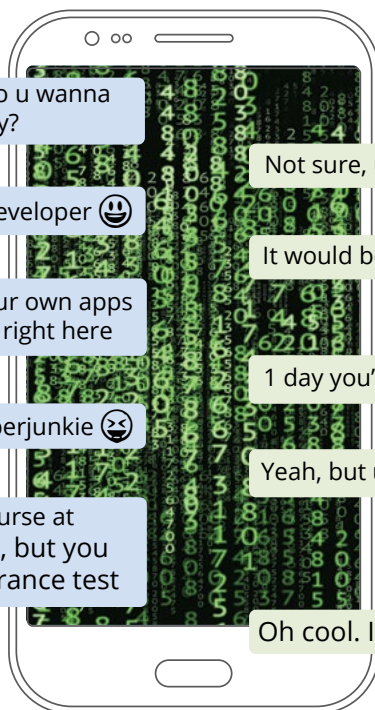 o u wanna
y?
Not sure,
eveloper 😃
It would b
ur own apps
right here
1 day you'
perjunkie 😝
Yeah, but u
urse at
, but you
rance test
Oh cool. I